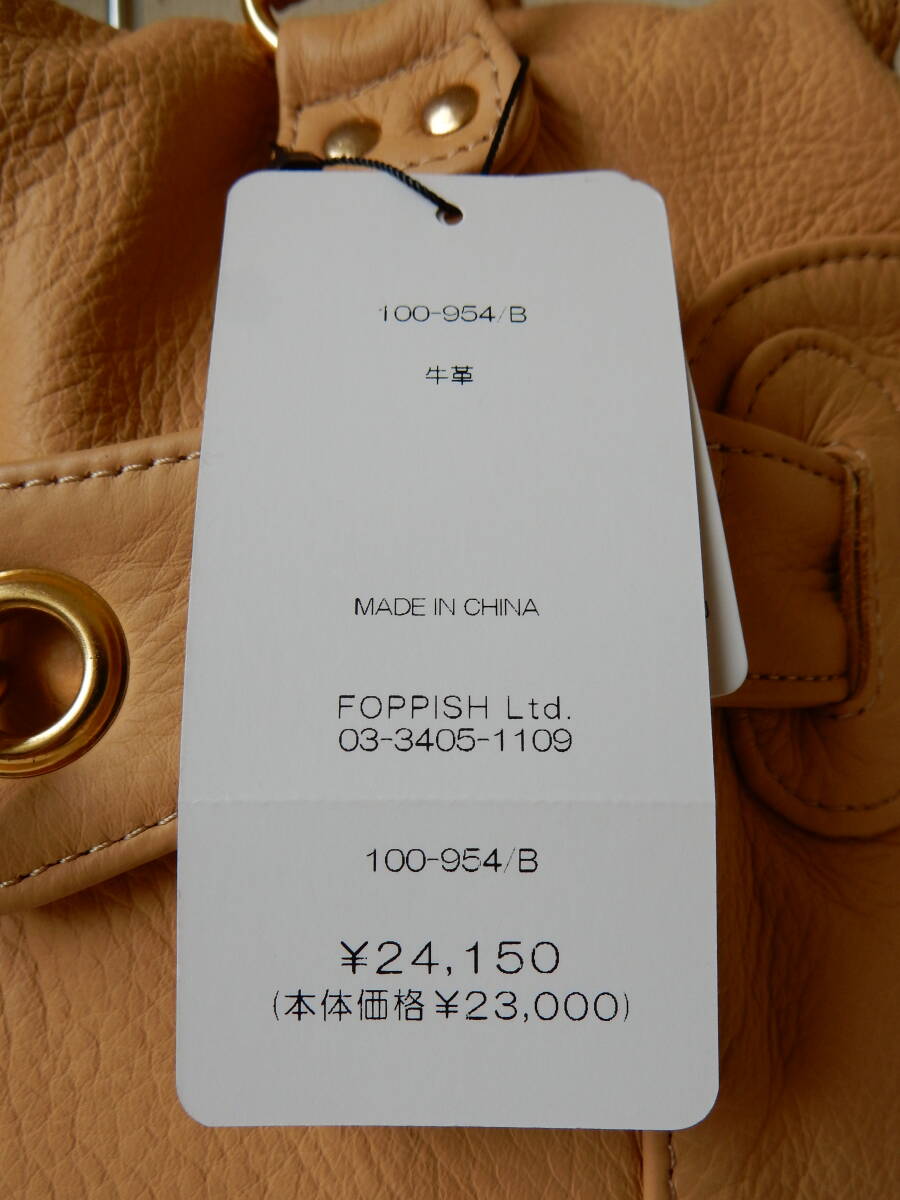 100-954/B
牛革
MADE IN CHINA
FOPPISH Ltd.
03-3405-1109
100-954/B
¥24,150
(本体価格¥23,000)